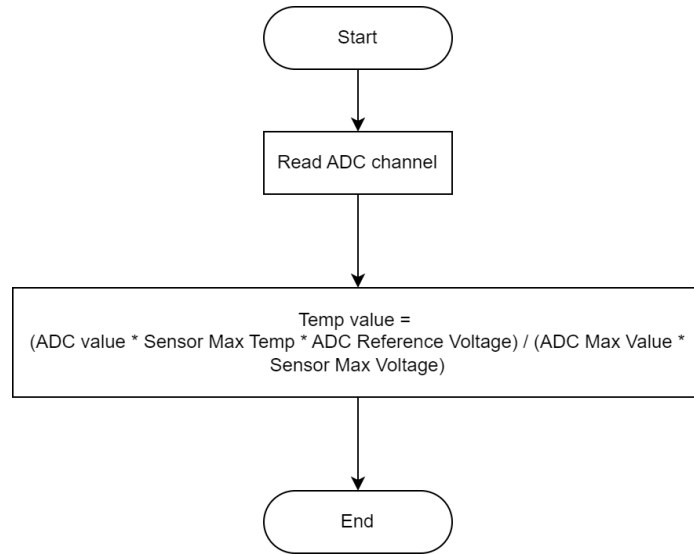 Start
Read ADC channel
Temp value =
(ADC value * Sensor Max Temp * ADC Reference Voltage) / (ADC Max Value *
Sensor Max Voltage)
End